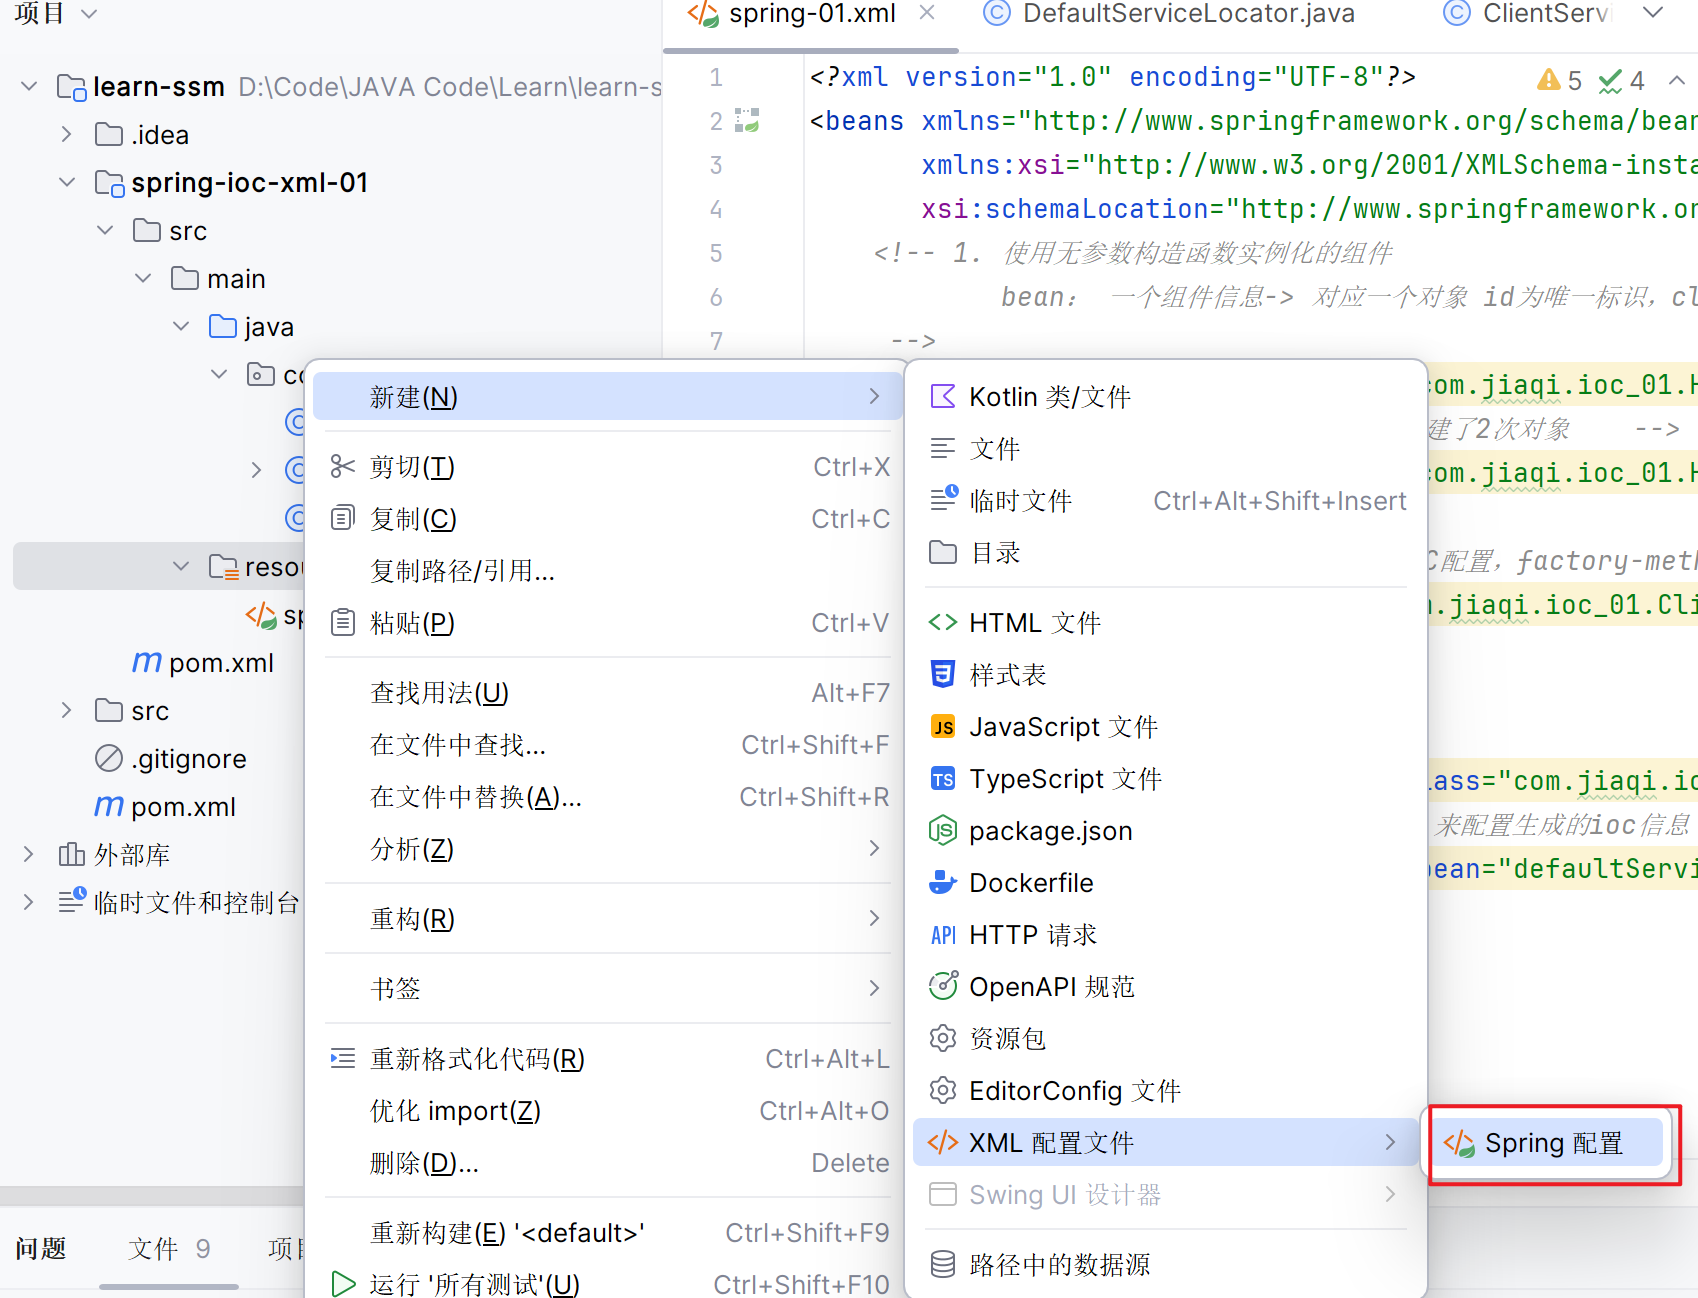 项目
spring-01.xml
DefaultServiceLocator.java
ClientServi
learn-ssm D:\Code\JAVA Code\Learn\learn-s
.idea
spring-ioc-xml-01
src
main
java
co
resou
sp
pom.xml
src
.gitignore
pom.xml
外部库
临时文件和控制台
问题
文件 9
项目
5 4
1 <?xml version="1.0" encoding="UTF-8"?>
2 <beans xmlns="http://www.springframework.org/schema/bean
3 xmlns:xsi="http://www.w3.org/2001/XMLSchema-insta
4 xsi:schemaLocation="http://www.springframework.or
5 <!-- 1. 使用无参数构造函数实例化的组件
6 bean： 一个组件信息-> 对应一个对象 id为唯一标识，cl
7 -->
com.jiaqi.ioc_01.H
建了2次对象 -->
com.jiaqi.ioc_01.H
C配置，factory-meth
n.jiaqi.ioc_01.Cli
lass="com.jiaqi.io
来配置生成的ioc信息
bean="defaultServi
新建(N)
剪切(T) Ctrl+X
复制(C) Ctrl+C
复制路径/引用...
粘贴(P) Ctrl+V
查找用法(U) Alt+F7
在文件中查找... Ctrl+Shift+F
在文件中替换(A)... Ctrl+Shift+R
分析(Z)
重构(R)
书签
重新格式化代码(R) Ctrl+Alt+L
优化 import(Z) Ctrl+Alt+O
删除(D)... Delete
重新构建(E) '<default>' Ctrl+Shift+F9
运行 '所有测试'(U) Ctrl+Shift+F10
Kotlin 类/文件
文件
临时文件 Ctrl+Alt+Shift+Insert
目录
HTML 文件
样式表
JS JavaScript 文件
TS TypeScript 文件
package.json
Dockerfile
API HTTP 请求
OpenAPI 规范
资源包
EditorConfig 文件
XML 配置文件
Swing UI 设计器
路径中的数据源
Spring 配置